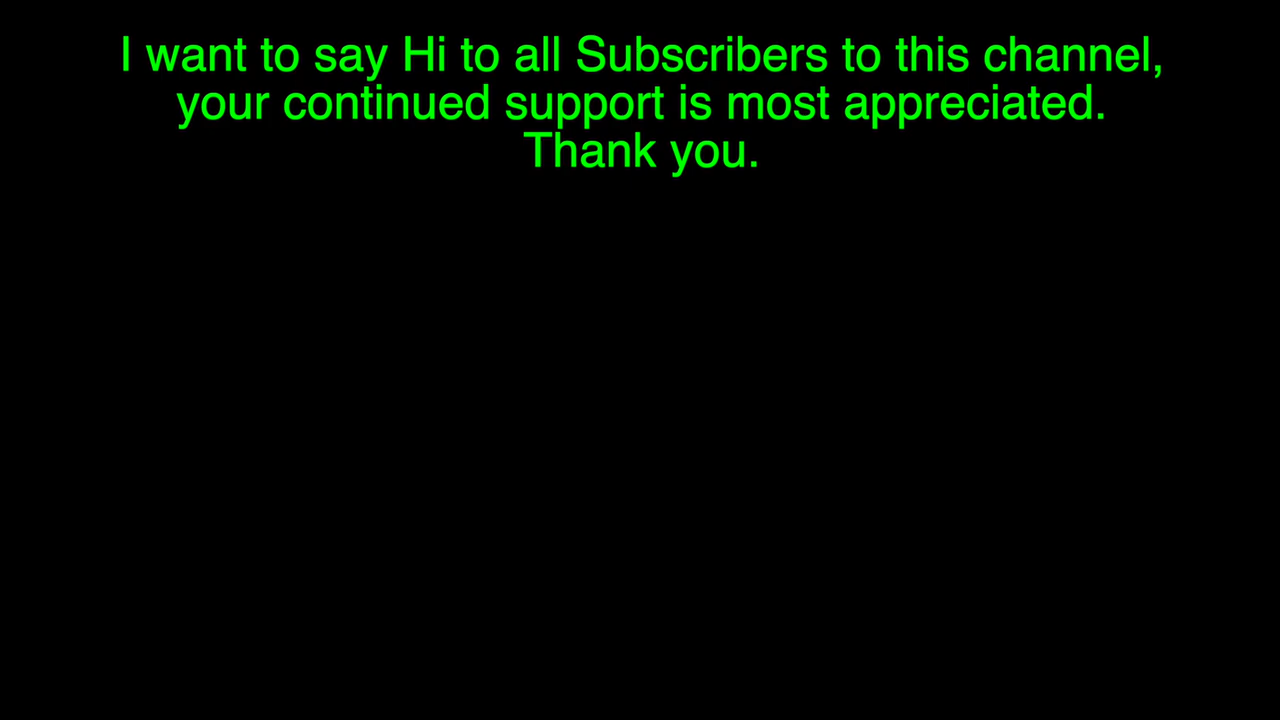 I want to say Hi to all Subscribers to this channel,
your continued support is most appreciated.
Thank you.